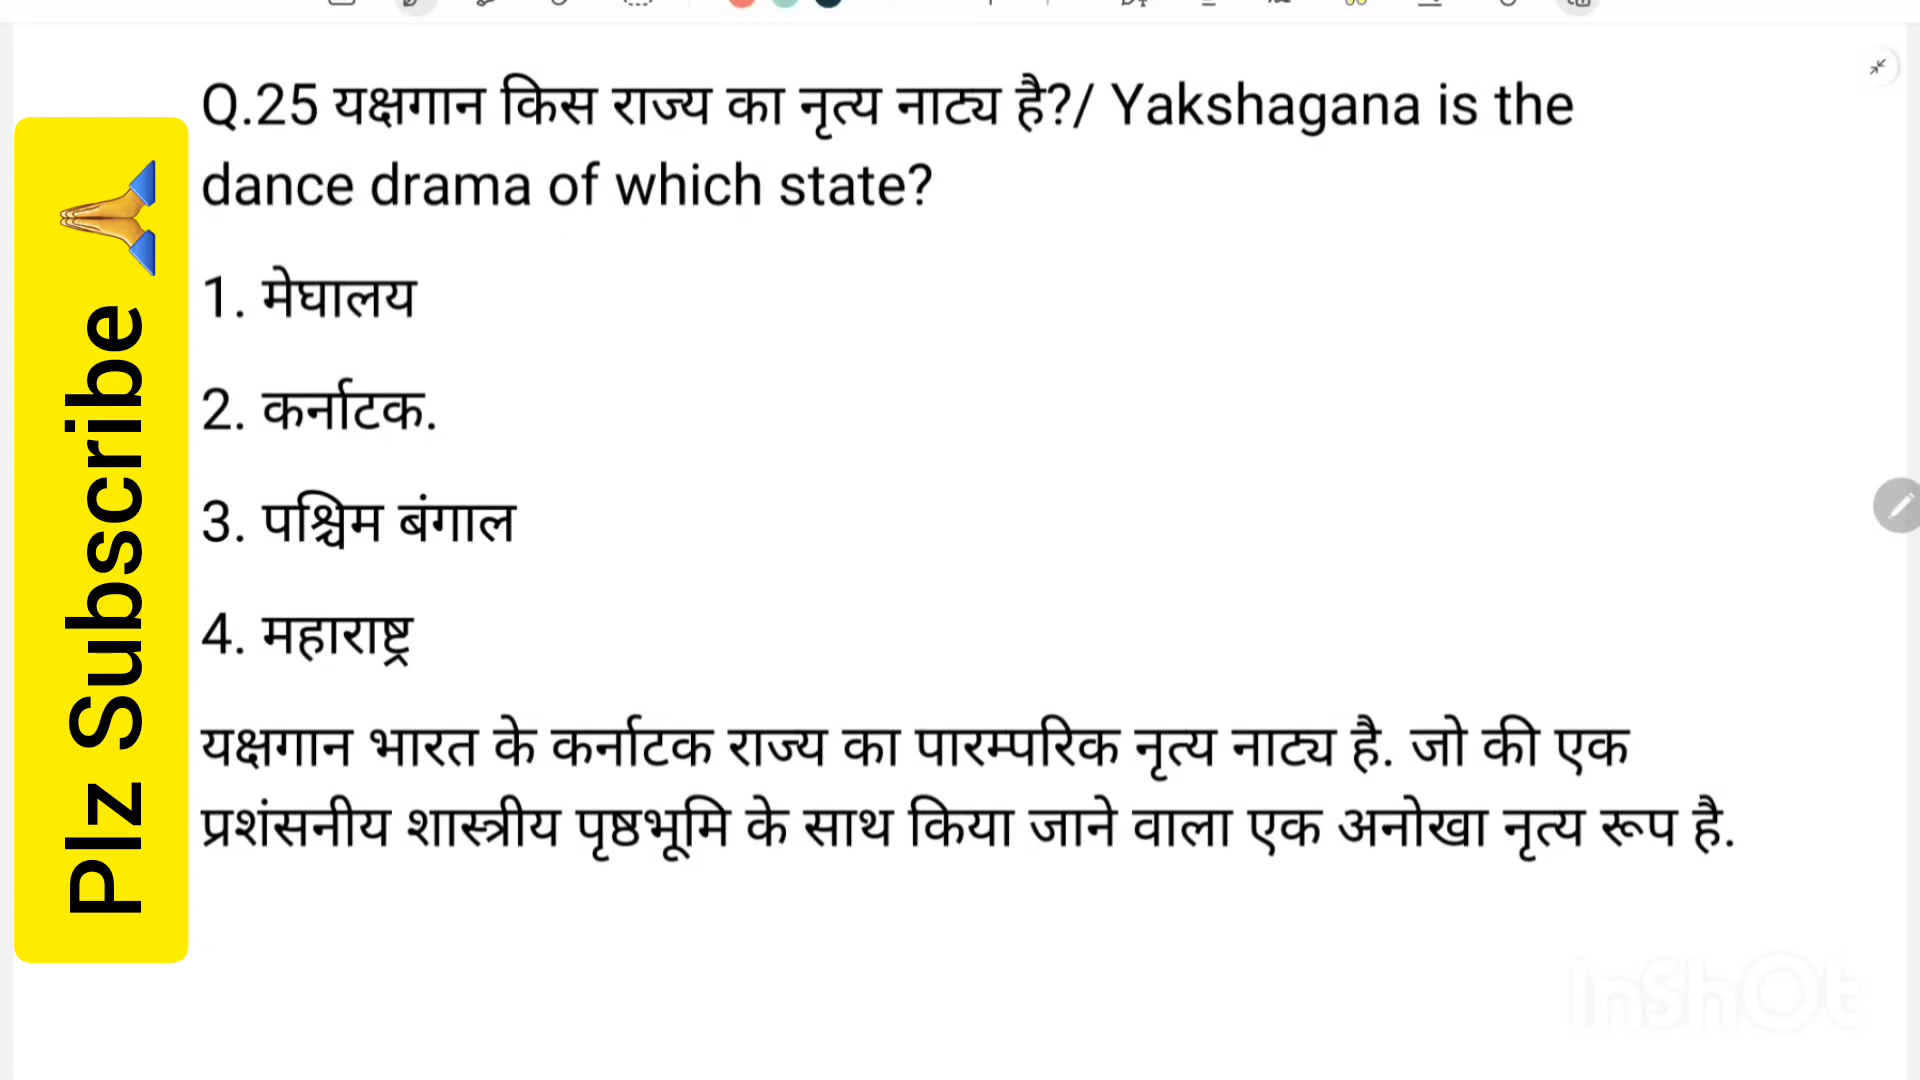 Q.25 यक्षगान किस राज्य का नृत्य नाट्य है?/ Yakshagana is the
dance drama of which state?
1. मेघालय
2. कर्नाटक.
3. पश्चिम बंगाल
4. महाराष्ट्र
यक्षगान भारत के कर्नाटक राज्य का पारम्परिक नृत्य नाट्य है. जो की एक
प्रशंसनीय शास्त्रीय पृष्ठभूमि के साथ किया जाने वाला एक अनोखा नृत्य रूप है.
Plz Subscribe 🙏
InShOt